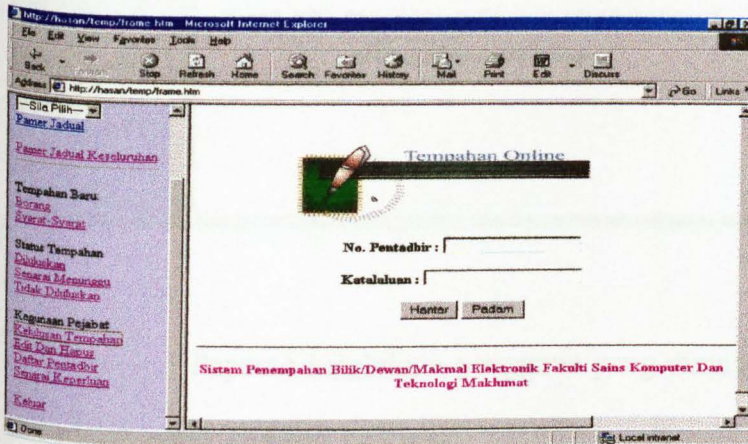 http://hasan/temp/frame.htm - Microsoft Internet Explorer
File Edit View Favorites Tools Help
Back Stop Refresh Home Search Favorites History Mail Print Edit Discuss
Address http://hasan/temp/frame.htm Go Links
---Sila Pilih---
Pamer Jadual
Pamer Jadual Keseluruhan
Tempahan Baru
Borang
Syarat-Syarat
Status Tempahan
Diluluskan
Senarai Menunggu
Tidak Diluluskan
Kegunaan Pejabat
Kelulusan Tempahan
Edit Dan Hapus
Daftar Pentadbir
Senarai Keperluan
Keluar
Tempahan Online
No. Pentadbir :
Katalaluan :
Hantar Padam
Sistem Penempahan Bilik/Dewan/Makmal Elektronik Fakulti Sains Komputer Dan
Teknologi Maklumat
Done Local intranet